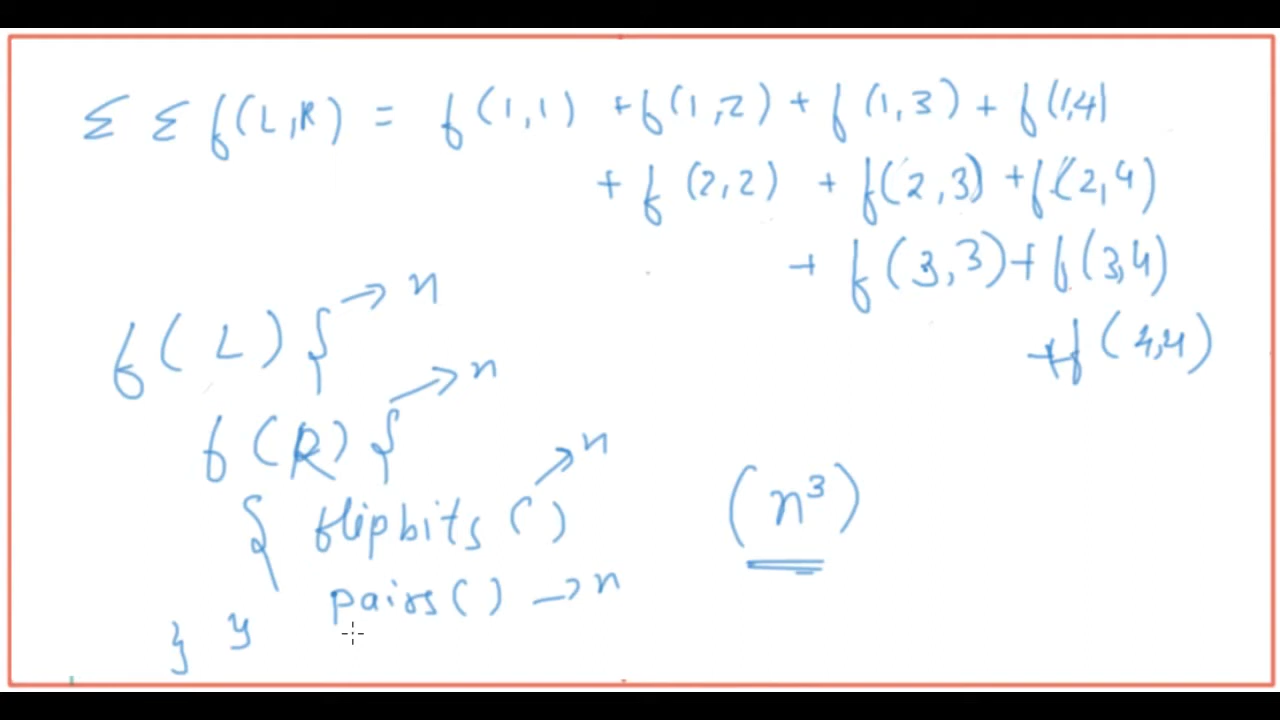 Σ Σ f(L,R) = f(1,1) + f(1,2) + f(1,3) + f(1,4)
+ f(2,2) + f(2,3) + f(2,4)
+ f(3,3) + f(3,4)
+ f(4,4)
f(L){ → n
f(R){ → n
{ flipbits() → n
pairs() → n
} }
(n³)